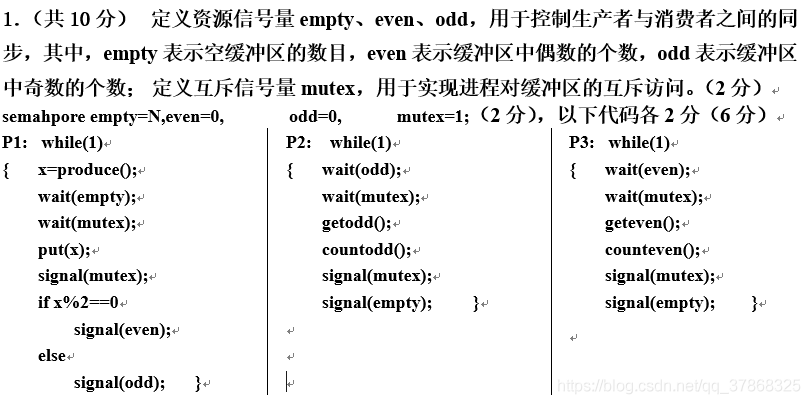 1.（共 10 分） 定义资源信号量 empty、even、odd，用于控制生产者与消费者之间的同
步，其中，empty 表示空缓冲区的数目，even 表示缓冲区中偶数的个数，odd 表示缓冲区
中奇数的个数； 定义互斥信号量 mutex，用于实现进程对缓冲区的互斥访问。（2 分）
semahpore empty=N,even=0, odd=0, mutex=1;（2 分），以下代码各 2 分（6 分）
P1: while(1)
{ x=produce();
wait(empty);
wait(mutex);
put(x);
signal(mutex);
if x%2==0
signal(even);
else
signal(odd); }
P2: while(1)
{ wait(odd);
wait(mutex);
getodd();
countodd();
signal(mutex);
signal(empty); }
P3: while(1)
{ wait(even);
wait(mutex);
geteven();
counteven();
signal(mutex);
signal(empty); }
https://blog.csdn.net/qq_37868325